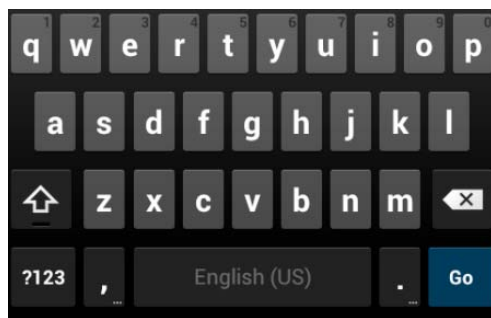 1 2 3 4 5 6 7 8 9 0
q w e r t y u i o p
a s d f g h j k l
z x c v b n m
?123 , ... English (US) . ... Go